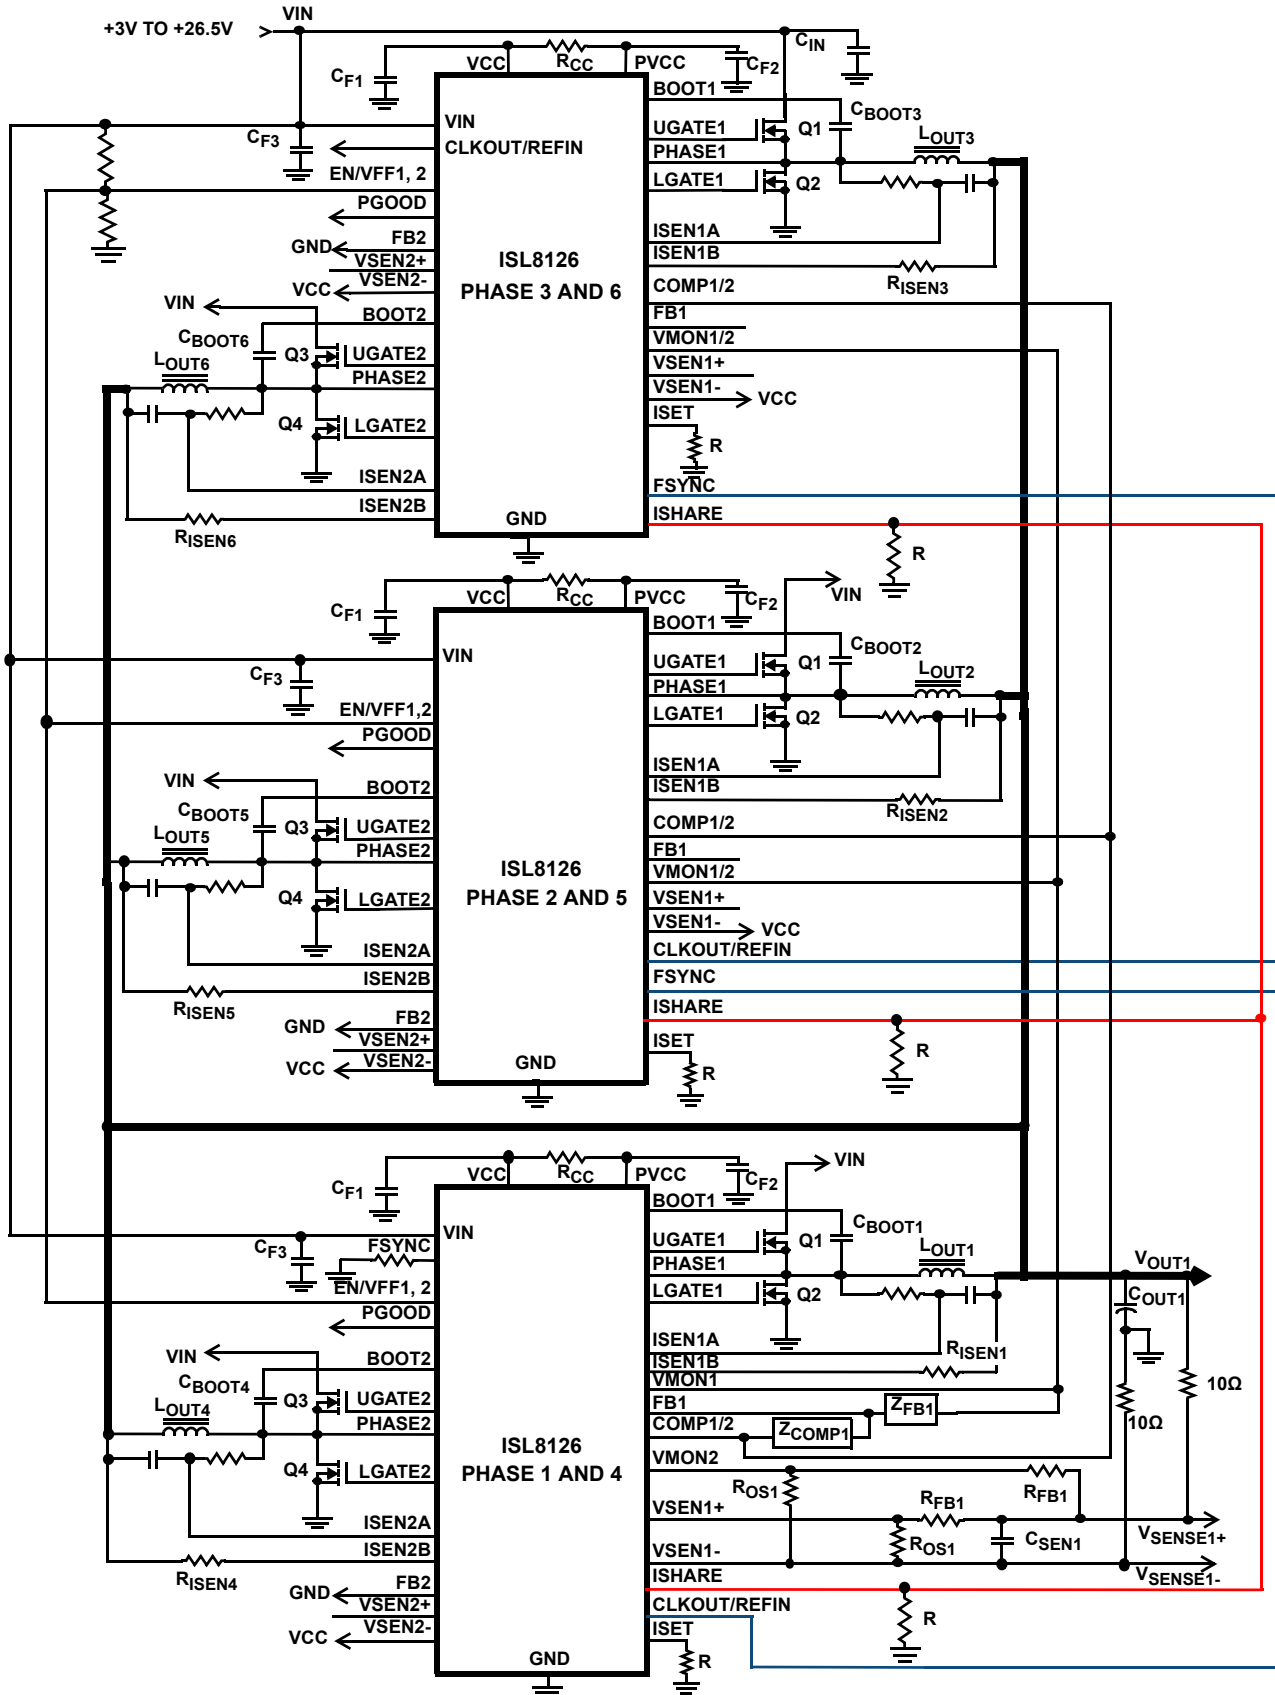 +3V TO +26.5V
VIN
CIN
CF1
VCC
RCC
PVCC
CF2
BOOT1
CBOOT3
VIN
UGATE1
Q1
LOUT3
CF3
CLKOUT/REFIN
PHASE1
EN/VFF1, 2
LGATE1
Q2
PGOOD
ISEN1A
GND
FB2
ISEN1B
VSEN2+
ISL8126
PHASE 3 AND 6
RISEN3
VCC
VSEN2-
COMP1/2
VIN
BOOT2
FB1
CBOOT6
Q3
VMON1/2
LOUT6
UGATE2
VSEN1+
PHASE2
VSEN1-
VCC
Q4
LGATE2
ISET
R
ISEN2A
FSYNC
ISEN2B
GND
ISHARE
RISEN6
R
CF1
VCC
RCC
PVCC
CF2
VIN
BOOT1
CBOOT2
VIN
UGATE1
Q1
LOUT2
CF3
PHASE1
EN/VFF1,2
LGATE1
Q2
PGOOD
ISEN1A
VIN
BOOT2
ISEN1B
CBOOT5
RISEN2
LOUT5
Q3
UGATE2
COMP1/2
PHASE2
FB1
ISL8126
PHASE 2 AND 5
VMON1/2
Q4
LGATE2
VSEN1+
VSEN1-
VCC
ISEN2A
CLKOUT/REFIN
ISEN2B
FSYNC
RISEN5
ISHARE
GND
FB2
VSEN2+
ISET
R
VCC
VSEN2-
GND
R
CF1
VCC
RCC
PVCC
CF2
VIN
BOOT1
CBOOT1
VIN
UGATE1
Q1
LOUT1
CF3
FSYNC
PHASE1
VOUT1
EN/VFF1, 2
LGATE1
Q2
COUT1
PGOOD
ISEN1A
RISEN1
VIN
BOOT2
ISEN1B
CBOOT4
VMON1
10Ω
LOUT4
Q3
UGATE2
FB1
ZFB1
PHASE2
COMP1/2
ZCOMP1
10Ω
ISL8126
PHASE 1 AND 4
VMON2
Q4
LGATE2
ROS1
RFB1
VSEN1+
RFB1
VSENSE1+
ISEN2A
ROS1
CSEN1
ISEN2B
VSEN1-
VSENSE1-
RISEN4
ISHARE
GND
FB2
VSEN2+
CLKOUT/REFIN
R
VCC
VSEN2-
ISET
GND
R